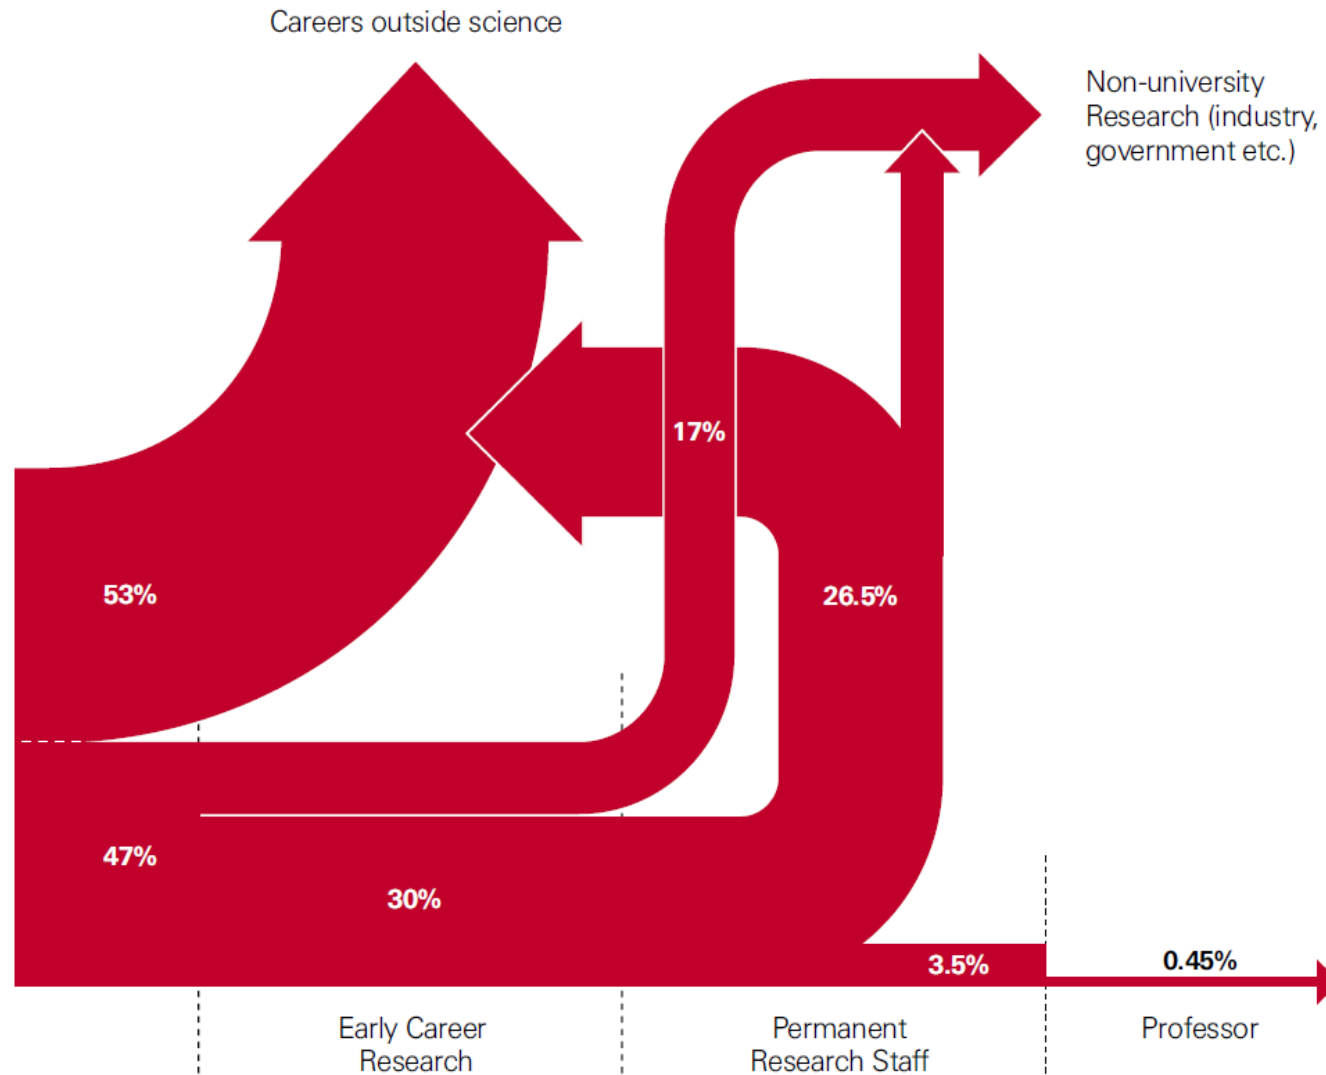 Careers outside science
Non-university
Research (industry,
government etc.)
17%
53%
26.5%
47%
30%
3.5%
0.45%
Early Career
Research
Permanent
Research Staff
Professor